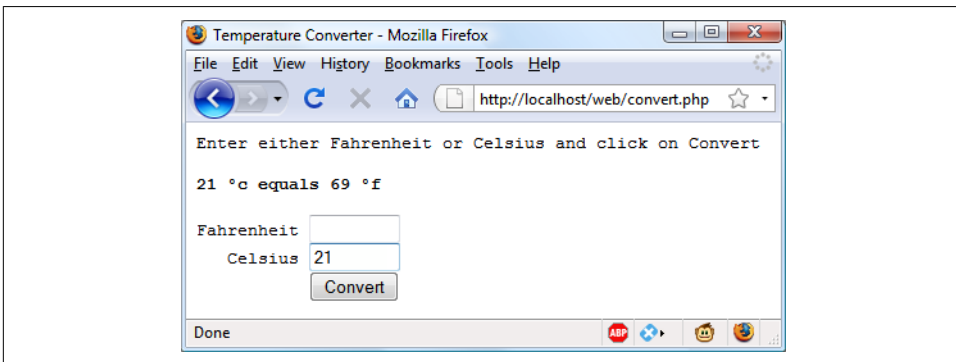 Temperature Converter - Mozilla Firefox
File Edit View History Bookmarks Tools Help
http://localhost/web/convert.php
Enter either Fahrenheit or Celsius and click on Convert
21 °c equals 69 °f
Fahrenheit
Celsius 21
Convert
Done ABP